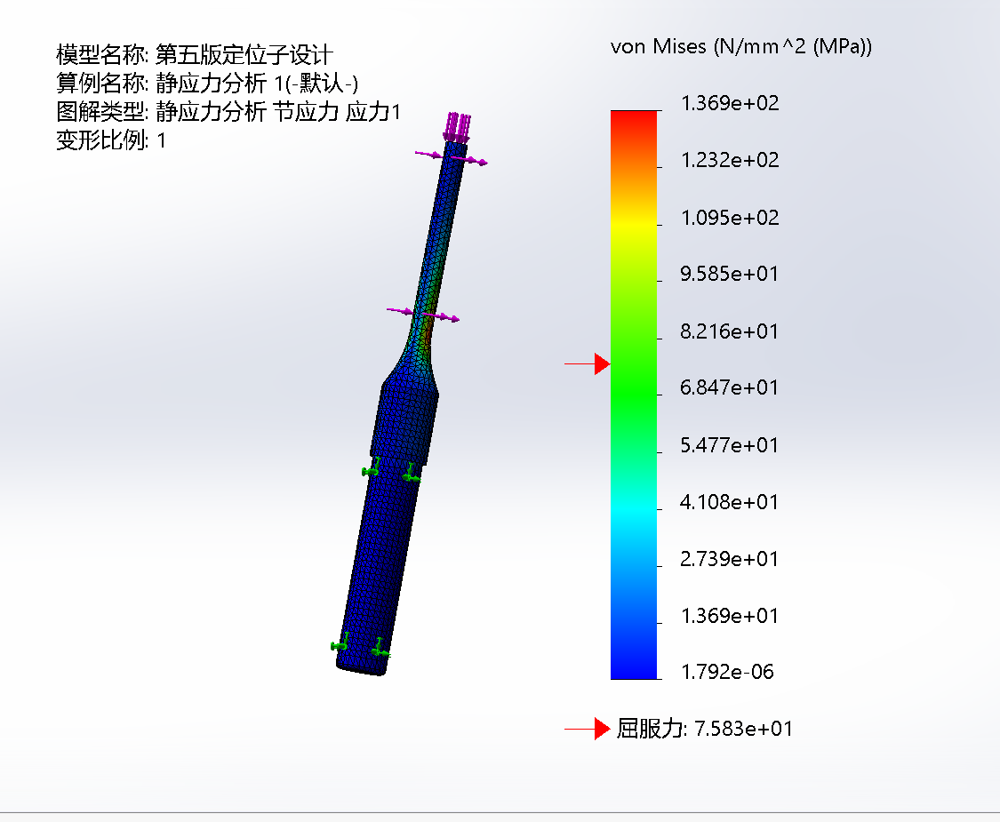 模型名称: 第五版定位子设计
算例名称: 静应力分析 1(-默认-)
图解类型: 静应力分析 节应力 应力1
变形比例: 1
von Mises (N/mm^2 (MPa))
1.369e+02
1.232e+02
1.095e+02
9.585e+01
8.216e+01
6.847e+01
5.477e+01
4.108e+01
2.739e+01
1.369e+01
1.792e-06
屈服力: 7.583e+01